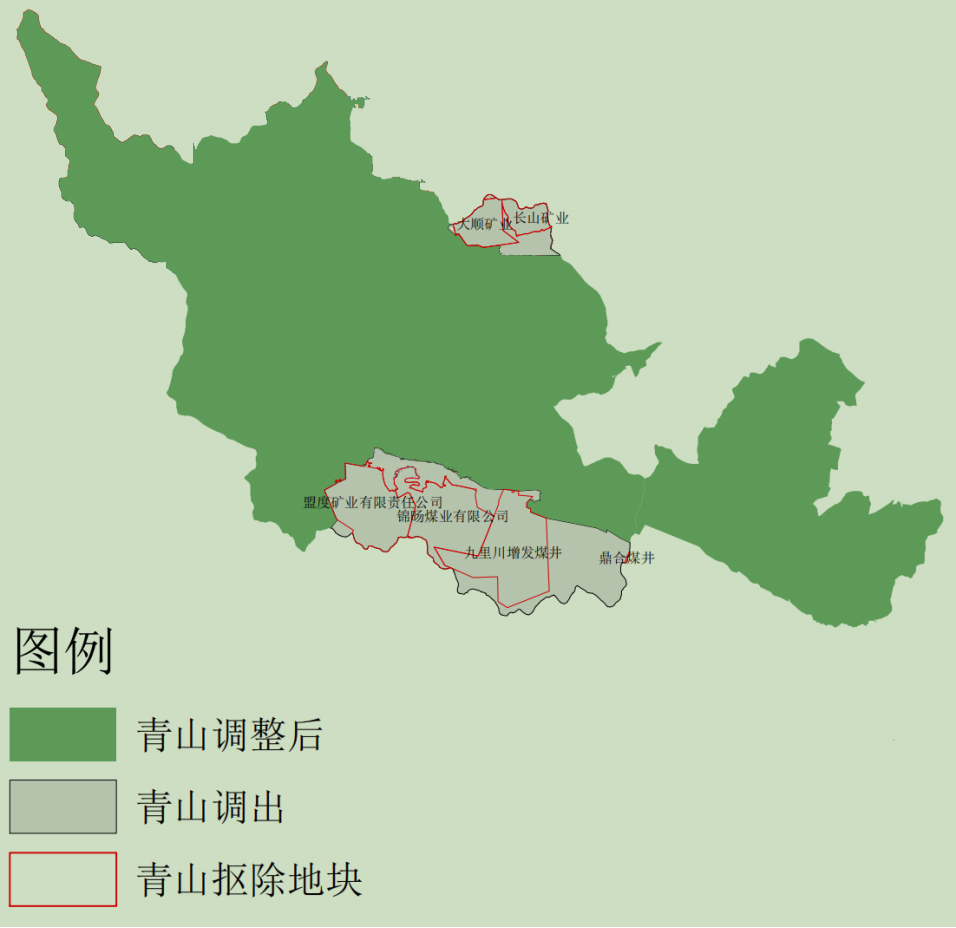 大顺矿业
长山矿业
盟度矿业有限责任公司
锦旸煤业有限公司
九里川增发煤井
鼎合煤井
图例
青山调整后
青山调出
青山抠除地块